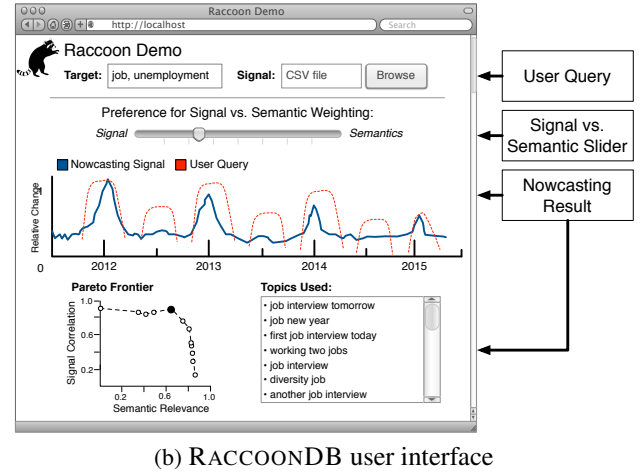 Raccoon Demo
http://localhost
Search
Raccoon Demo
Target: job, unemployment Signal: CSV file Browse
User Query
Preference for Signal vs. Semantic Weighting:
Signal Semantics
Signal vs.
Semantic Slider
Nowcasting Signal User Query
Nowcasting
Result
Relative Change
1
0 2012 2013 2014 2015
Pareto Frontier
Signal Correlation
1.0
0.6
0.2
0.2 0.6 1.0
Semantic Relevance
Topics Used:
• job interview tomorrow
• job new year
• first job interview today
• working two jobs
• job interview
• diversity job
• another job interview
(b) RACCOONDB user interface